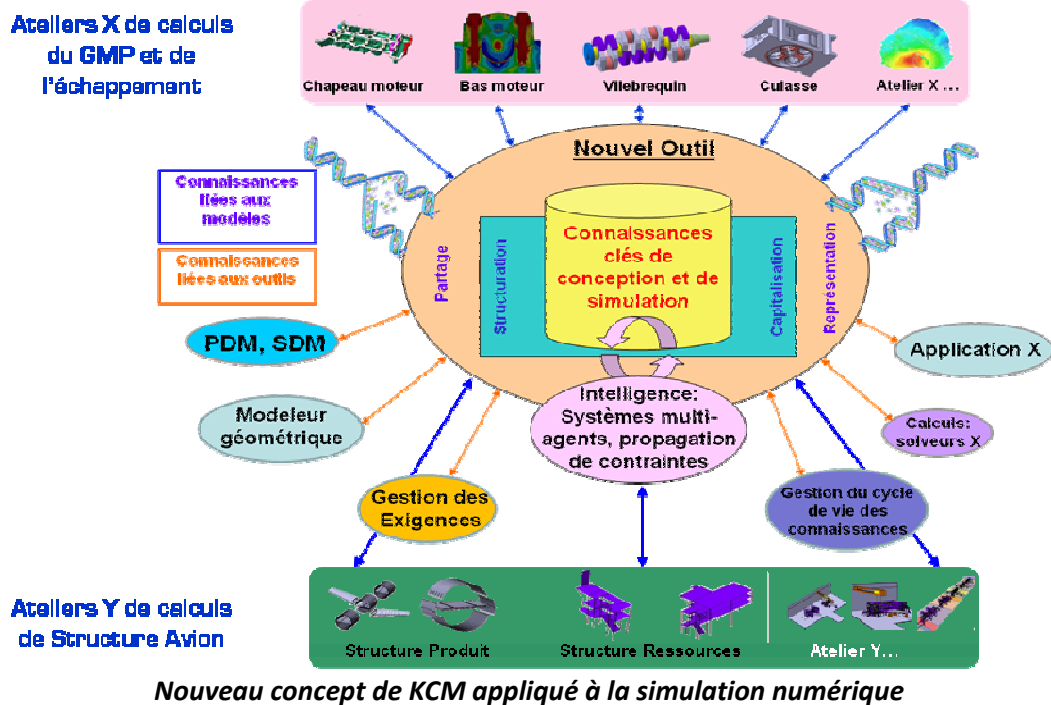 Ateliers X de calculs
du GMP et de
l'échappement
Chapeau moteur
Bas moteur
Vilebrequin
Culasse
Atelier X ...
Nouvel Outil
Connaissances
liées aux
modèles
Connaissances
liées aux outils
Partage
Structuration
Connaissances
clés de
conception et de
simulation
Capitalisation
Représentation
PDM, SDM
Application X
Modeleur
géométrique
Intelligence:
Systèmes multi-
agents, propagation
de contraintes
Calculs:
solveurs X
Gestion des
Exigences
Gestion du cycle
de vie des
connaissances
Ateliers Y de calculs
de Structure Avion
Structure Produit
Structure Ressources
Atelier Y...
Nouveau concept de KCM appliqué à la simulation numérique